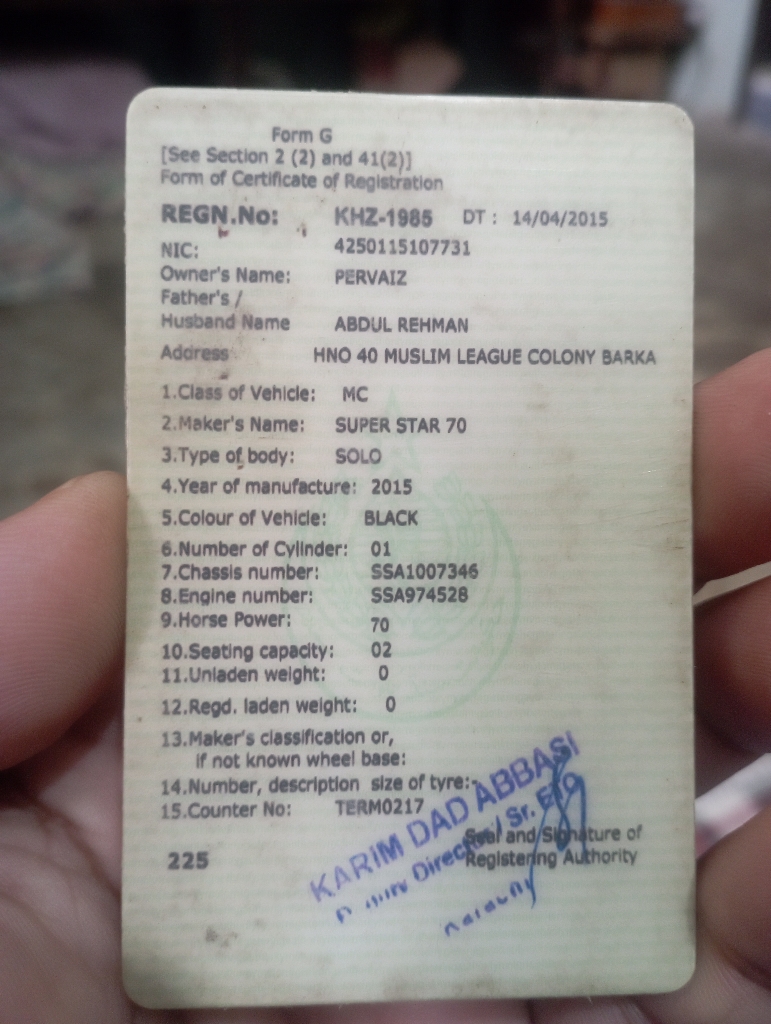 Form G
[See Section 2 (2) and 41(2)]
Form of Certificate of Registration
REGN.No: KHZ-1985 DT : 14/04/2015
NIC: 4250115107731
Owner's Name: PERVAIZ
Father's /
Husband Name ABDUL REHMAN
Address HNO 40 MUSLIM LEAGUE COLONY BARKA
1.Class of Vehicle: MC
2.Maker's Name: SUPER STAR 70
3.Type of body: SOLO
4.Year of manufacture: 2015
5.Colour of Vehicle: BLACK
6.Number of Cylinder: 01
7.Chassis number: SSA1007346
8.Engine number: SSA974528
9.Horse Power: 70
10.Seating capacity: 02
11.Unladen weight: 0
12.Regd. laden weight: 0
13.Maker's classification or,
if not known wheel base:
14.Number, description size of tyre:-
15.Counter No: TERM0217
225
Seal and Signature of
Registering Authority
KARIM DAD ABBASI
Director / Sr. ETO